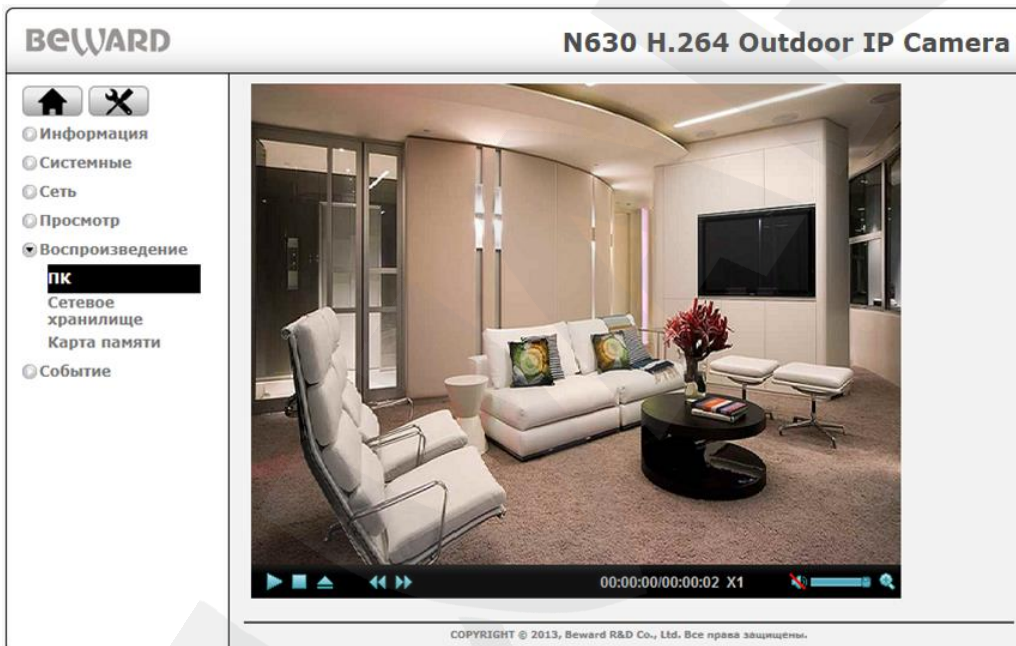 BEWARD
N630 H.264 Outdoor IP Camera
Информация
Системные
Сеть
Просмотр
Воспроизведение
ПК
Сетевое
хранилище
Карта памяти
Событие
00:00:00/00:00:02 X1
COPYRIGHT © 2013, Beward R&D Co., Ltd. Все права защищены.